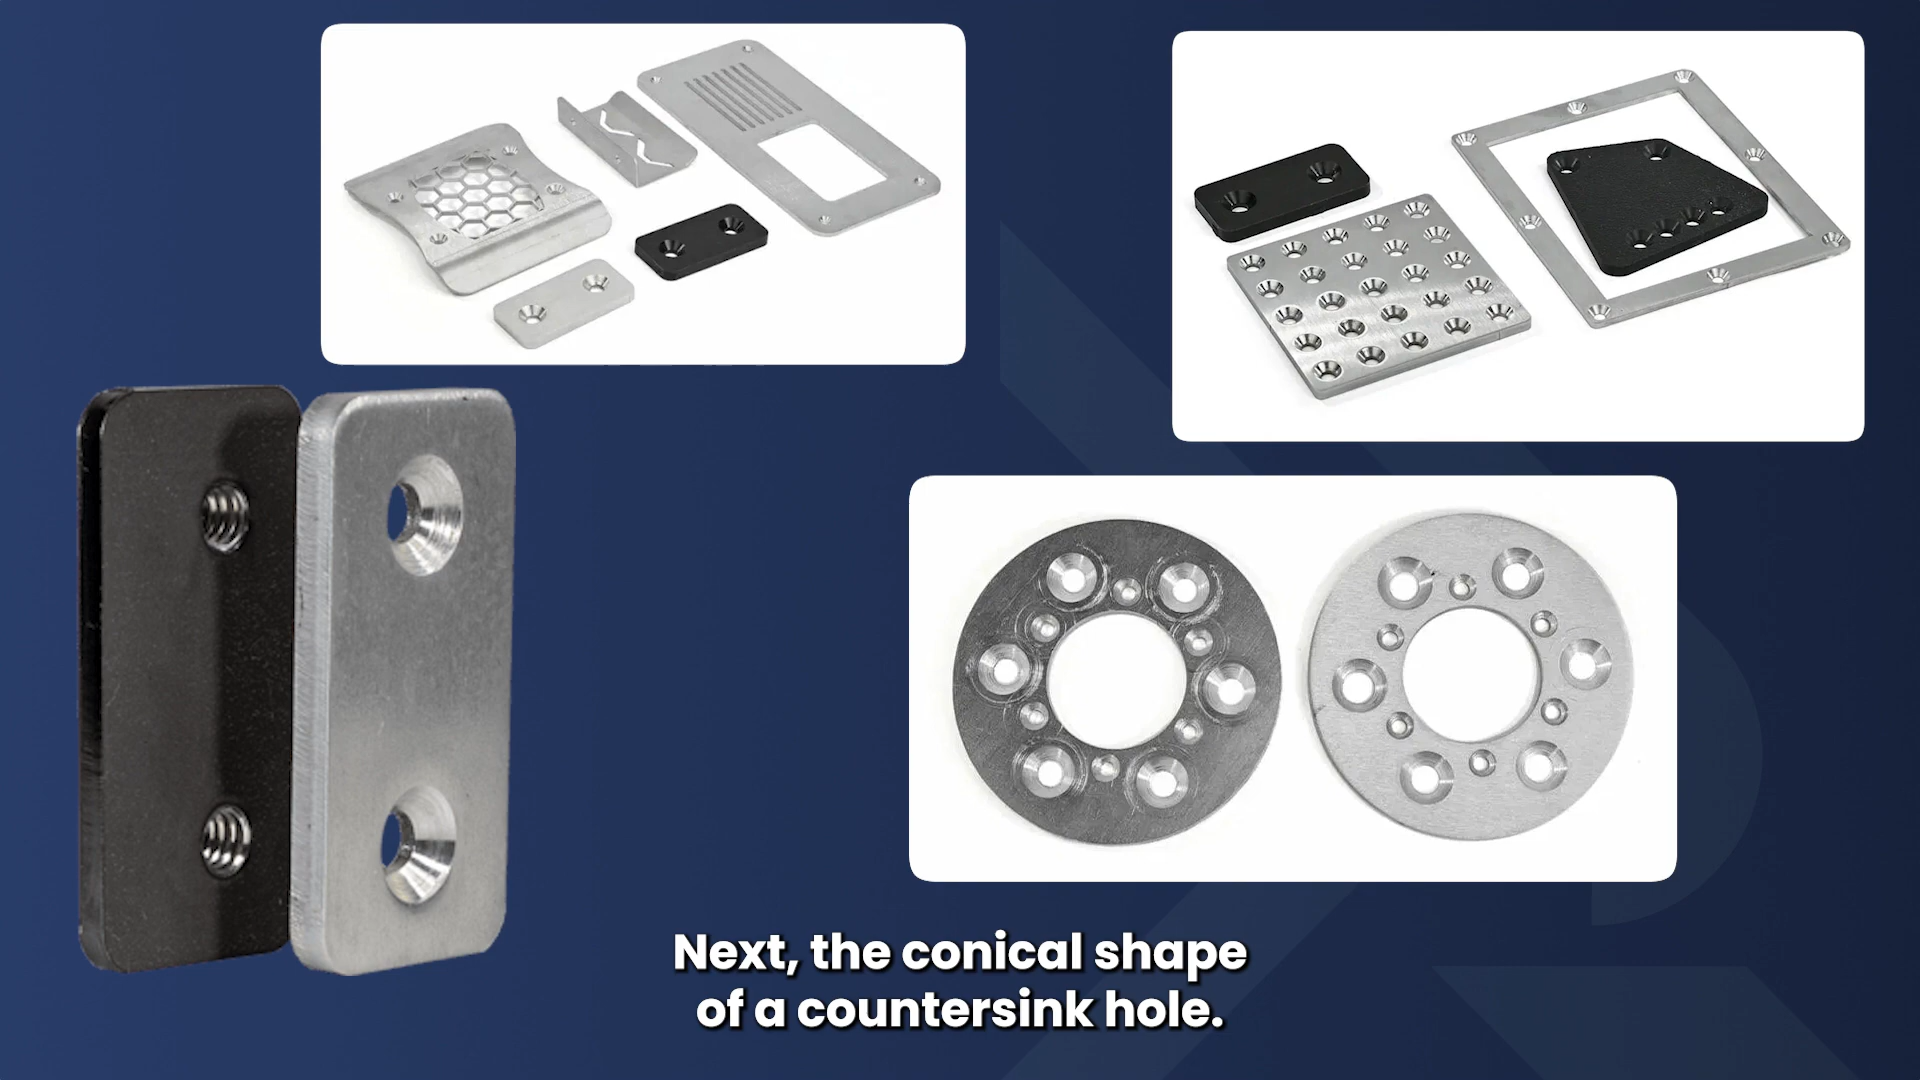 Next, the conical shape
of a countersink hole.